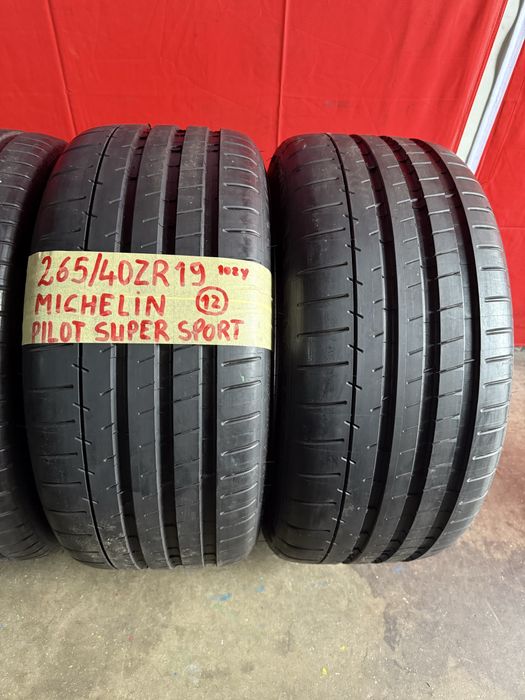 265/40ZR19 102Y
MICHELIN 12
PILOT SUPER SPORT